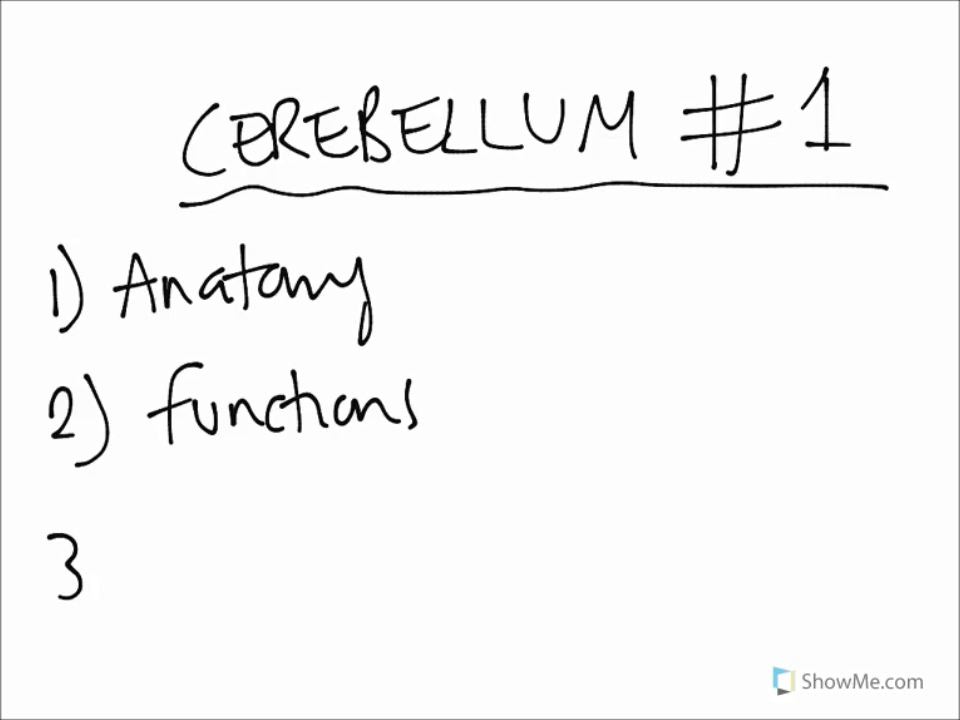 CEREBELLUM #1
1) Anatomy
2) functions
3
ShowMe.com